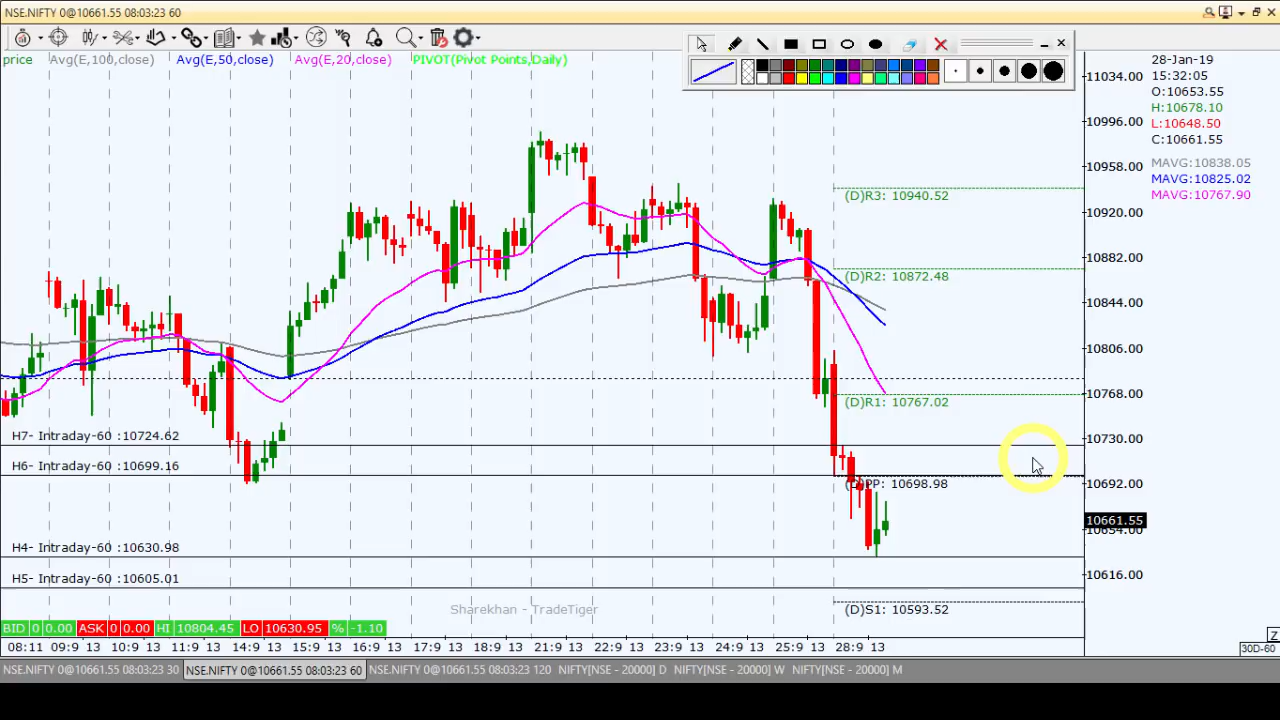 NSE.NIFTY 0@10661.55 08:03:23 60
price Avg(E,100,close) Avg(E,50,close) Avg(E,20,close) PIVOT(Pivot Points,Daily)
28-Jan-19
15:32:05
O:10653.55
H:10678.10
L:10648.50
C:10661.55
MAVG:10838.05
MAVG:10825.02
MAVG:10767.90
11034.00
10996.00
10958.00
10920.00
10882.00
10844.00
10806.00
10768.00
10730.00
10692.00
10661.55
10654.00
10616.00
(D)R3: 10940.52
(D)R2: 10872.48
(D)R1: 10767.02
H7- Intraday-60 :10724.62
H6- Intraday-60 :10699.16
(D)PP: 10698.98
H4- Intraday-60 :10630.98
H5- Intraday-60 :10605.01
(D)S1: 10593.52
Sharekhan - TradeTiger
BID 0 0.00 ASK 0 0.00 HI 10804.45 LO 10630.95 % -1.10
Z
08:11 09:9 13 10:9 13 11:9 13 14:9 13 15:9 13 16:9 13 17:9 13 18:9 13 21:9 13 22:9 13 23:9 13 24:9 13 25:9 13 28:9 13
30D-60
NSE.NIFTY 0@10661.55 08:03:23 30 NSE.NIFTY 0@10661.55 08:03:23 60 NSE.NIFTY 0@10661.55 08:03:23 120 NIFTY[NSE - 20000] D NIFTY[NSE - 20000] W NIFTY[NSE - 20000] M